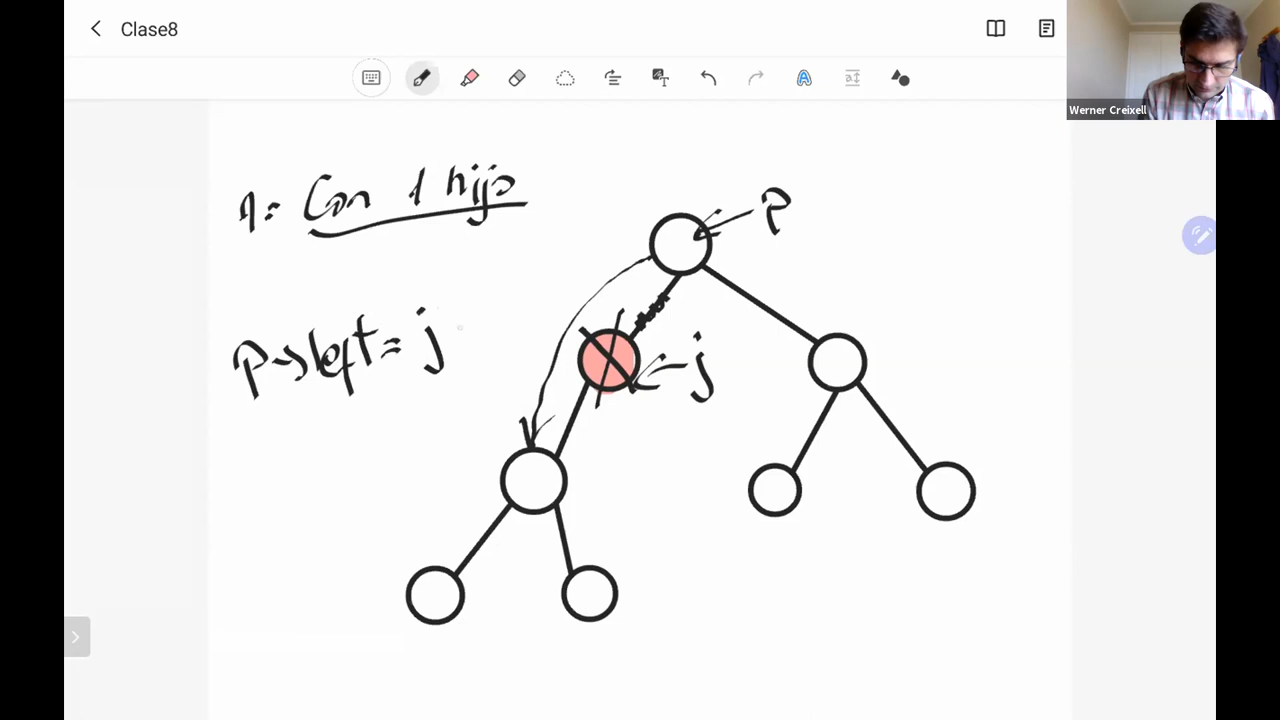 Clase8
Werner Creixell
1= Con 1 hijo
P
p->left= j
j